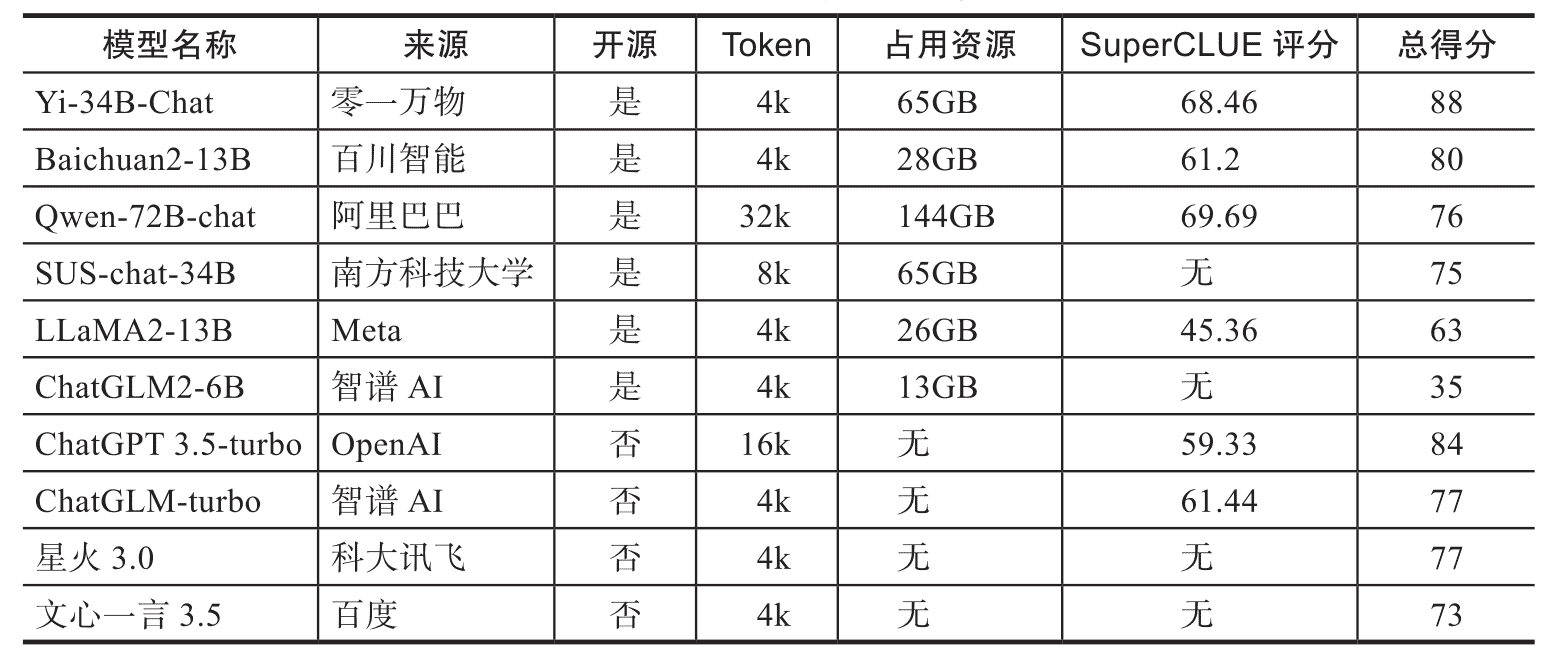 模型名称 来源 开源 Token 占用资源 SuperCLUE 评分 总得分
Yi-34B-Chat 零一万物 是 4k 65GB 68.46 88
Baichuan2-13B 百川智能 是 4k 28GB 61.2 80
Qwen-72B-chat 阿里巴巴 是 32k 144GB 69.69 76
SUS-chat-34B 南方科技大学 是 8k 65GB 无 75
LLaMA2-13B Meta 是 4k 26GB 45.36 63
ChatGLM2-6B 智谱 AI 是 4k 13GB 无 35
ChatGPT 3.5-turbo OpenAI 否 16k 无 59.33 84
ChatGLM-turbo 智谱 AI 否 4k 无 61.44 77
星火 3.0 科大讯飞 否 4k 无 无 77
文心一言 3.5 百度 否 4k 无 无 73